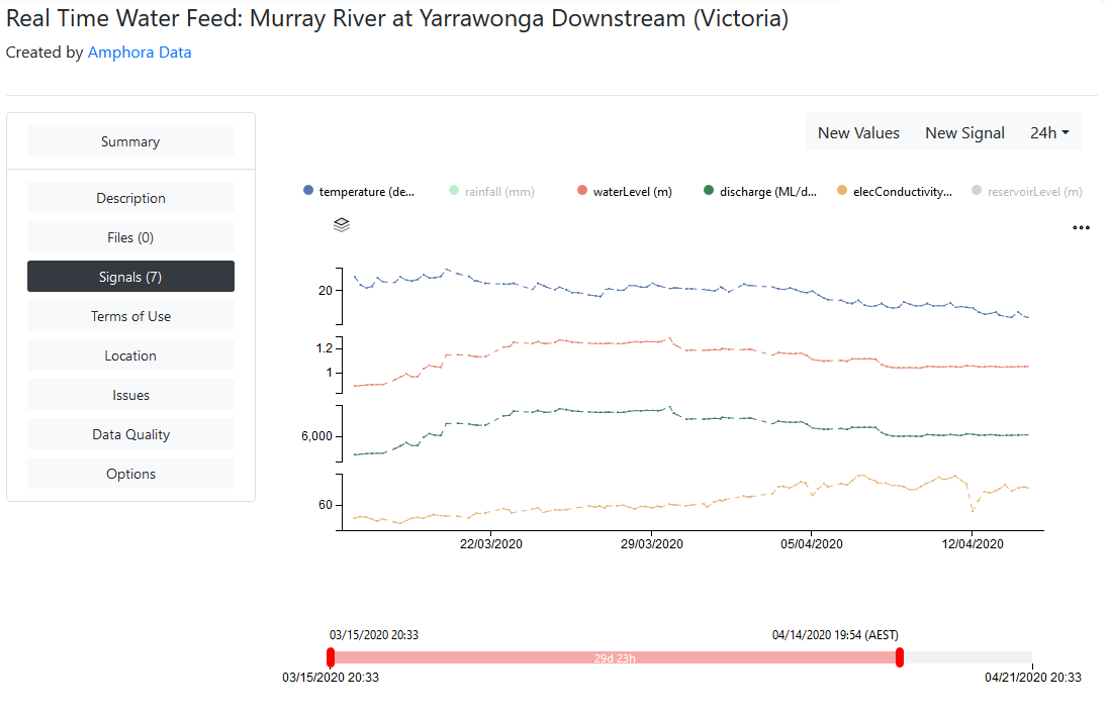 Real Time Water Feed: Murray River at Yarrawonga Downstream (Victoria)
Created by Amphora Data
Summary
Description
Files (0)
Signals (7)
Terms of Use
Location
Issues
Data Quality
Options
New Values New Signal 24h
temperature (de... rainfall (mm) waterLevel (m) discharge (ML/d... elecConductivity... reservoirLevel (m)
20
1.2
1
6,000
60
22/03/2020 29/03/2020 05/04/2020 12/04/2020
03/15/2020 20:33 04/14/2020 19:54 (AEST)
29d 23h
03/15/2020 20:33 04/21/2020 20:33